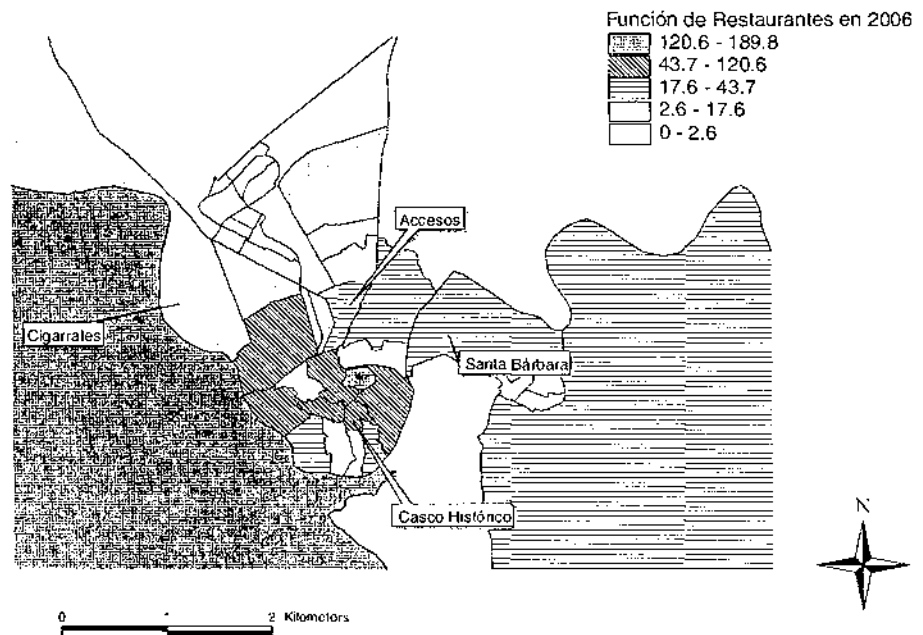 Función de Restaurantes en 2006
120.6 - 189.8
43.7 - 120.6
17.6 - 43.7
2.6 - 17.6
0 - 2.6
Accesos
Cigarrales
Santa Bárbara
Casco Histórico
N
0 1 2 Kilometers